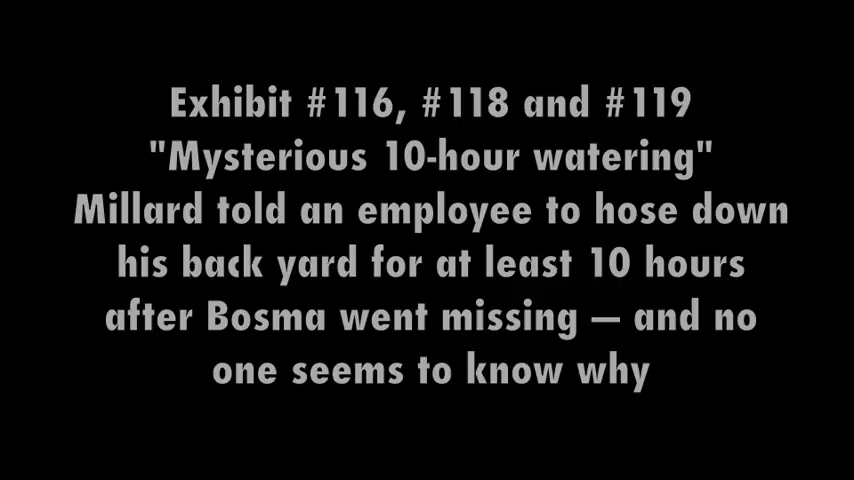 Exhibit #116, #118 and #119
"Mysterious 10-hour watering"
Millard told an employee to hose down
his back yard for at least 10 hours
after Bosma went missing — and no
one seems to know why